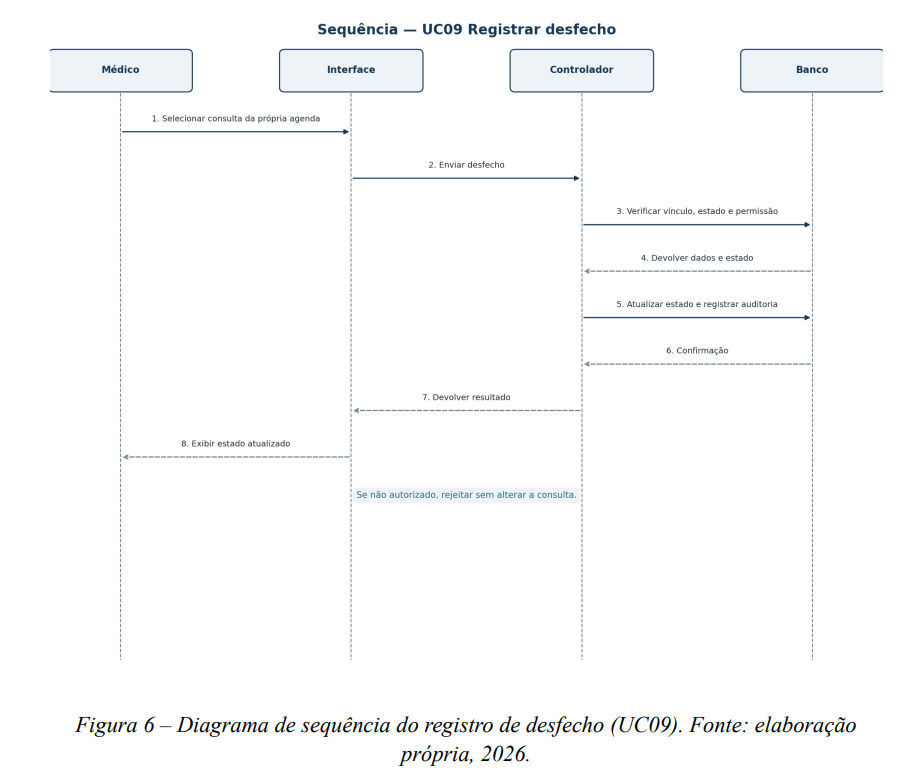 Sequência — UC09 Registrar desfecho
Médico
Interface
Controlador
Banco
1. Selecionar consulta da própria agenda
2. Enviar desfecho
3. Verificar vínculo, estado e permissão
4. Devolver dados e estado
5. Atualizar estado e registrar auditoria
6. Confirmação
7. Devolver resultado
8. Exibir estado atualizado
Se não autorizado, rejeitar sem alterar a consulta.
Figura 6 – Diagrama de sequência do registro de desfecho (UC09). Fonte: elaboração
própria, 2026.